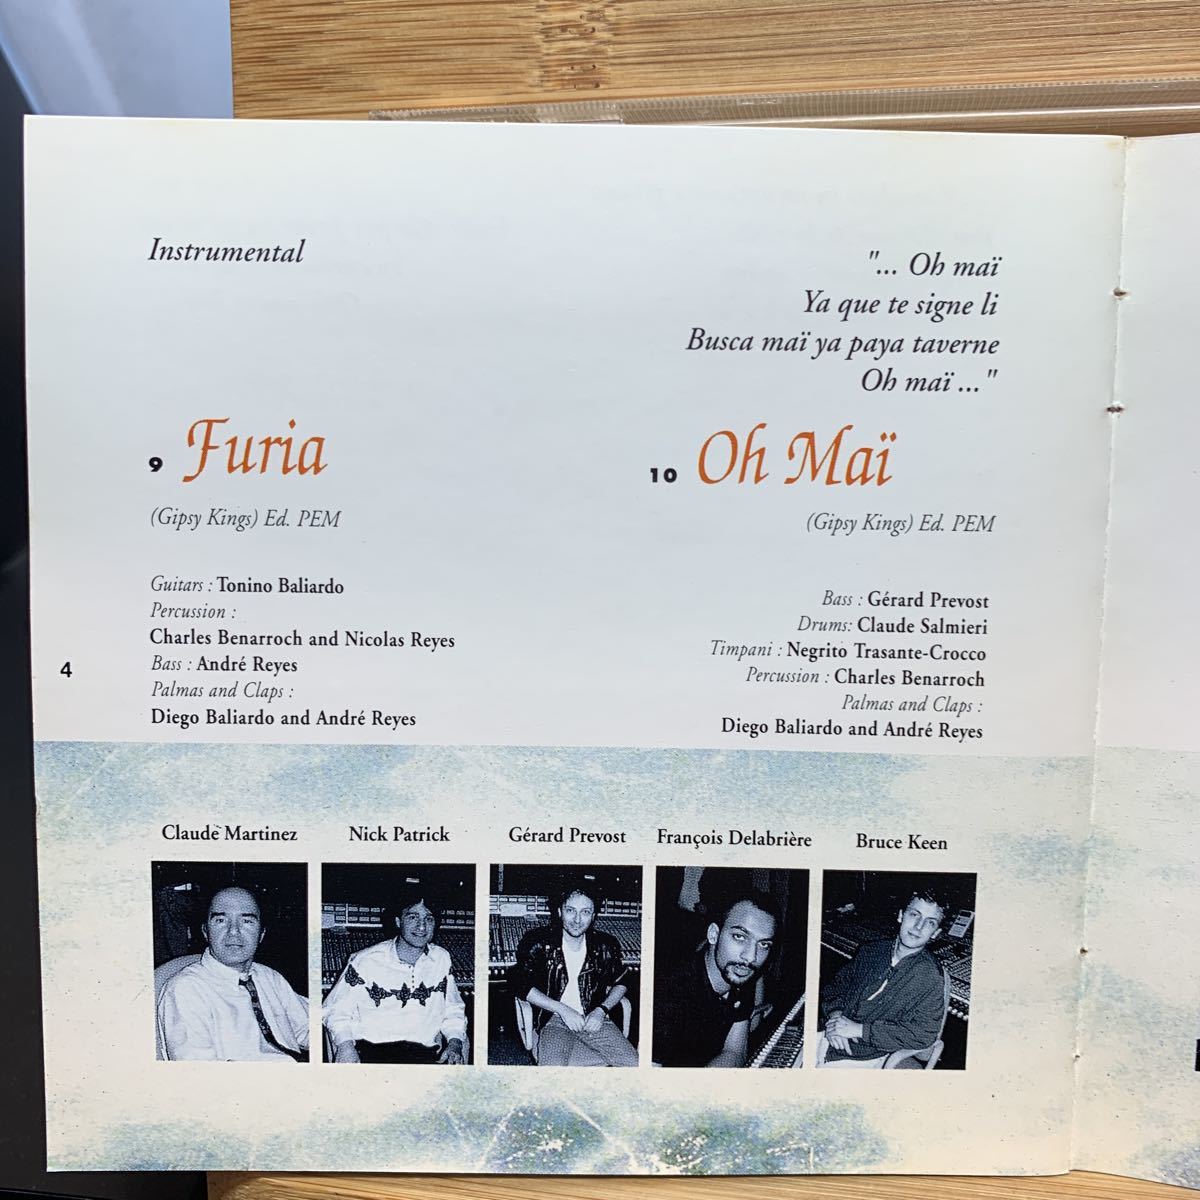 Instrumental
9 Furia
(Gipsy Kings) Ed. PEM
Guitars : Tonino Baliardo
Percussion :
Charles Benarroch and Nicolas Reyes
Bass : André Reyes
Palmas and Claps :
Diego Baliardo and André Reyes
"... Oh maï
Ya que te signe li
Busca maï ya paya taverne
Oh maï ..."
10 Oh Maï
(Gipsy Kings) Ed. PEM
Bass : Gérard Prevost
Drums: Claude Salmieri
Timpani : Negrito Trasante-Crocco
Percussion : Charles Benarroch
Palmas and Claps :
Diego Baliardo and André Reyes
4
Claude Martinez
Nick Patrick
Gérard Prevost
François Delabrière
Bruce Keen